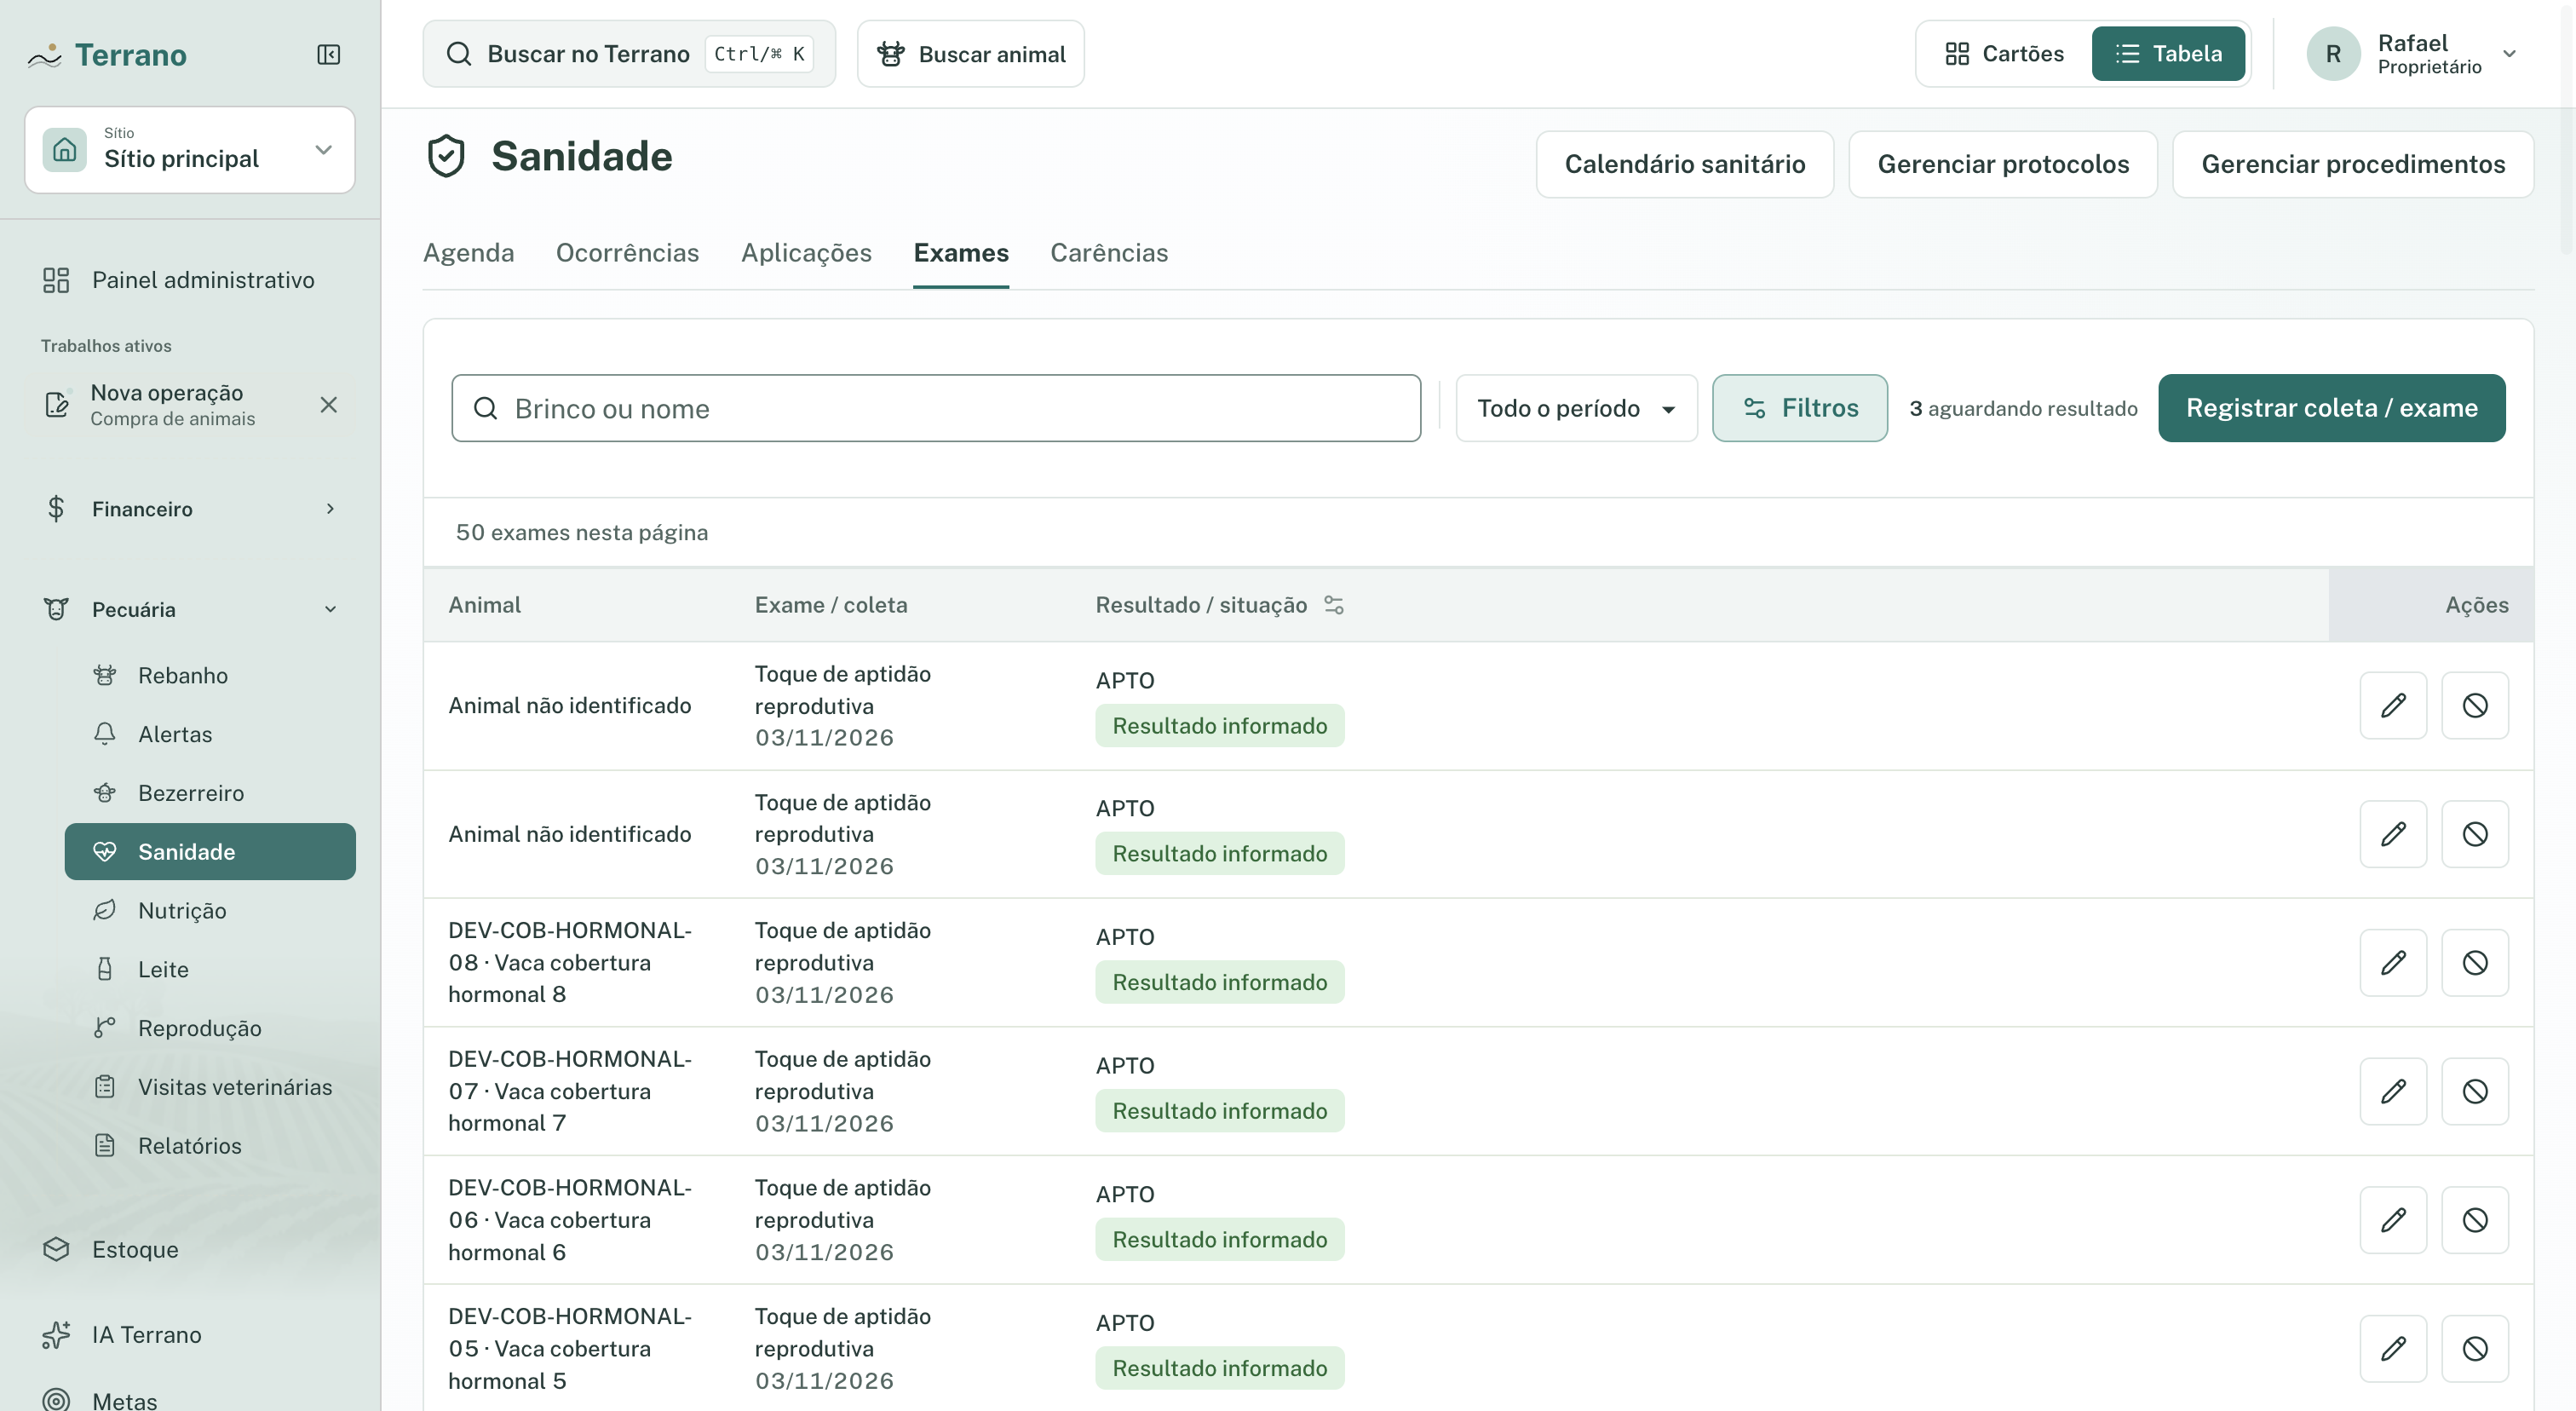 Terrano
Sítio
Sítio principal
Painel administrativo
Trabalhos ativos
Nova operação
Compra de animais
Financeiro
Pecuária
Rebanho
Alertas
Bezerreiro
Sanidade
Nutrição
Leite
Reprodução
Visitas veterinárias
Relatórios
Estoque
IA Terrano
Metas
Buscar no Terrano Ctrl/⌘ K
Buscar animal
Cartões
Tabela
R
Rafael
Proprietário
Sanidade
Calendário sanitário
Gerenciar protocolos
Gerenciar procedimentos
Agenda Ocorrências Aplicações Exames Carências
Brinco ou nome
Todo o período
Filtros
3 aguardando resultado
Registrar coleta / exame
50 exames nesta página
Animal Exame / coleta Resultado / situação Ações
Animal não identificado
Toque de aptidão
reprodutiva
03/11/2026
APTO
Resultado informado
Animal não identificado
Toque de aptidão
reprodutiva
03/11/2026
APTO
Resultado informado
DEV-COB-HORMONAL-
08 · Vaca cobertura
hormonal 8
Toque de aptidão
reprodutiva
03/11/2026
APTO
Resultado informado
DEV-COB-HORMONAL-
07 · Vaca cobertura
hormonal 7
Toque de aptidão
reprodutiva
03/11/2026
APTO
Resultado informado
DEV-COB-HORMONAL-
06 · Vaca cobertura
hormonal 6
Toque de aptidão
reprodutiva
03/11/2026
APTO
Resultado informado
DEV-COB-HORMONAL-
05 · Vaca cobertura
hormonal 5
Toque de aptidão
reprodutiva
03/11/2026
APTO
Resultado informado